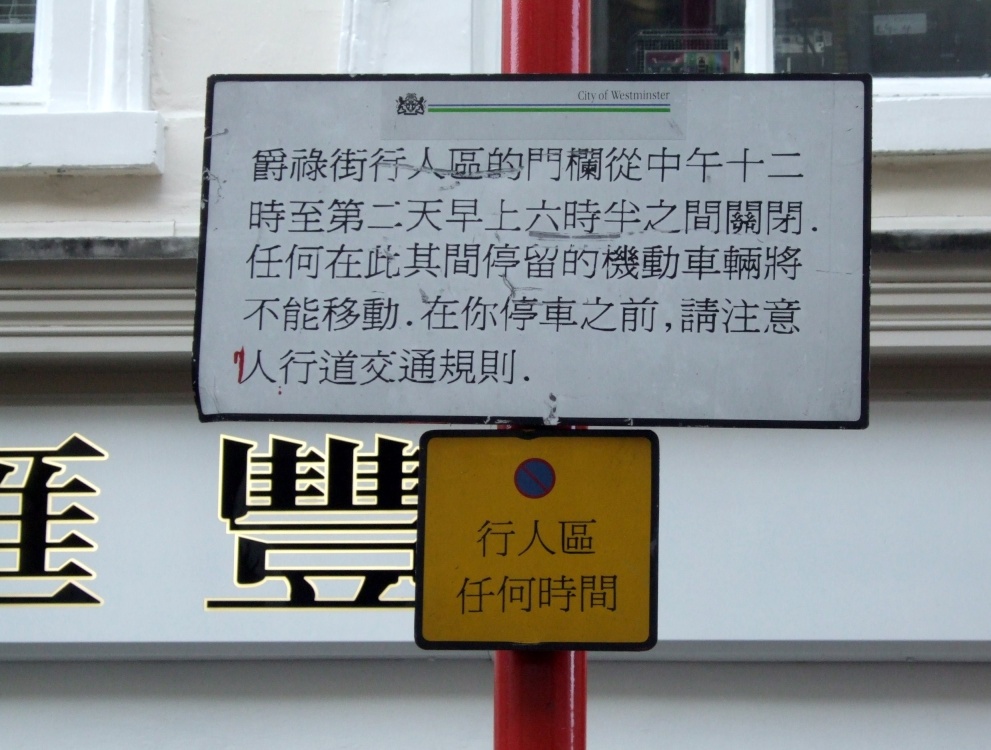 City of Westminster
爵祿街行人區的門欄從中午十二
時至第二天早上六時半之間關閉.
任何在此其間停留的機動車輛將
不能移動.在你停車之前,請注意
人行道交通規則.
匯豐
行人區
任何時間